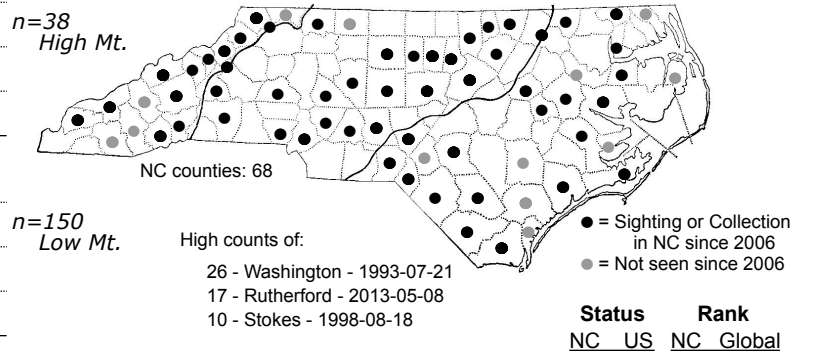 n=38
High Mt.
NC counties: 68
n=150
Low Mt.
High counts of:
26 - Washington - 1993-07-21
17 - Rutherford - 2013-05-08
10 - Stokes - 1998-08-18
= Sighting or Collection
in NC since 2006
= Not seen since 2006
Status Rank
NC US NC Global